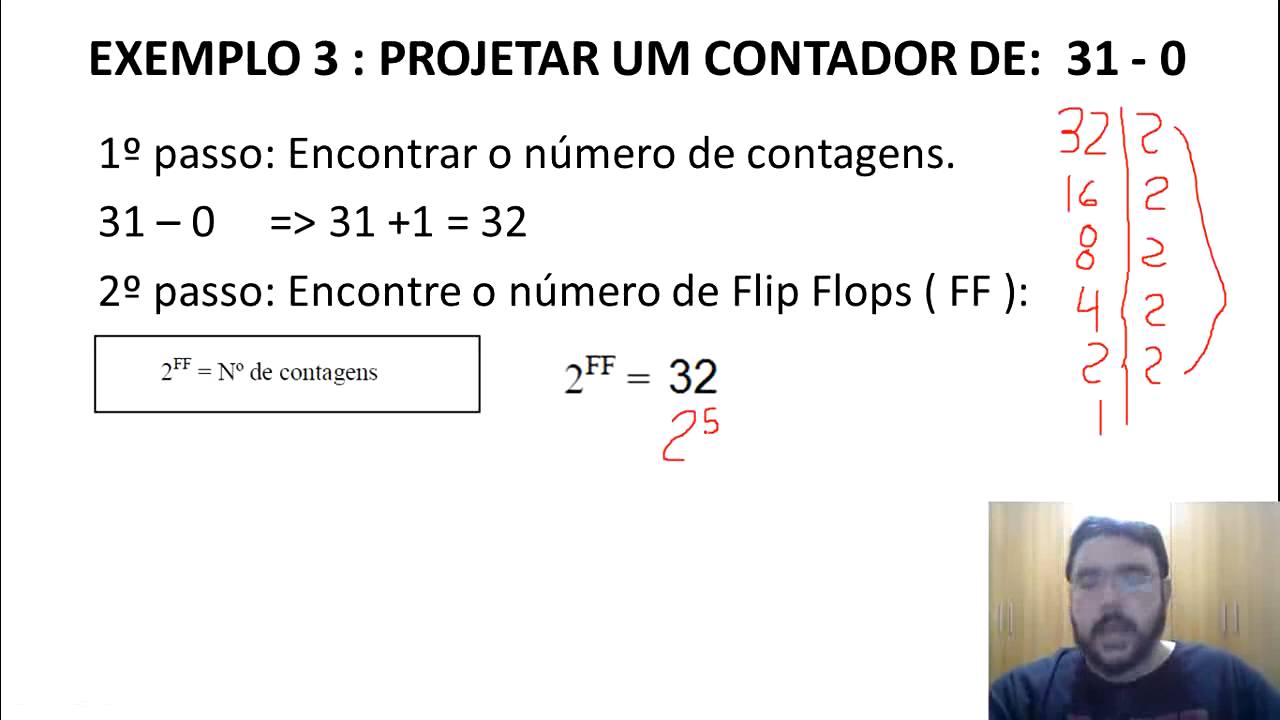 EXEMPLO 3 : PROJETAR UM CONTADOR DE: 31 - 0
1º passo: Encontrar o número de contagens.
31 – 0 => 31 +1 = 32
2º passo: Encontre o número de Flip Flops ( FF ):
2^FF = Nº de contagens
2^FF = 32
2^5
32 | 2
16 | 2
8 | 2
4 | 2
2 | 2
1 |